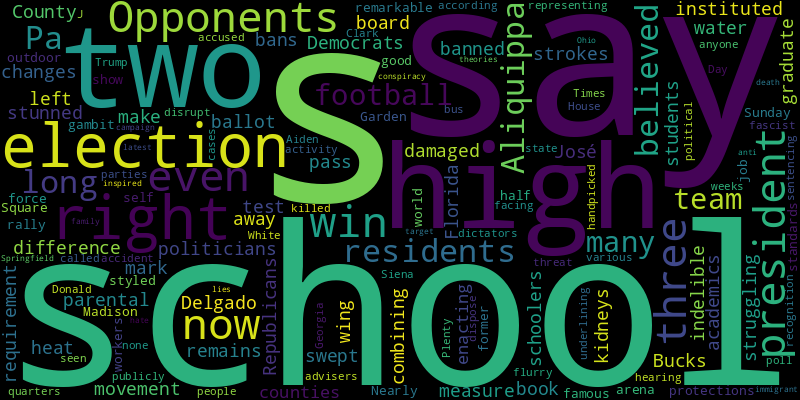 County
J
Opponents
remarkable
according
representing
instituted
accused
board
Clark
Ohio
Pa
two
S
say
bans
Democrats
banned
strokes
water
anyone
graduate
changes
Trump
outdoor
show
good
conspiracy
theories
Times
House
Day
death
left
stunned
make
disrupt
football
Garden
bus
Aliquippa
believed
students
political
Sunday
fascist
gambit
campaign
latest
ballot
cases
Aiden
activity
pass
damaged
state
José
job
anti
election
parties
inspired
long
even
self
killed
high
half
facing
handpicked
team
weeks
president
recognition
standards
sentencing
force
Square
rally
right
family
test
away
White
win
world
Florida
dictators
difference
Springfield
called
accident
politicians
residents
target
threat
many
various
three
indelible
academics
struggling
requirement
mark
styled
parental
Donald
Madison
lies
Delgado
now
Republicans
Siena
school
wing
swept
combining
Plenty
enacting
dispose
former
schoolers
underlining
kidneys
protections
immigrant
heat
seen
none
workers
hate
remains
Georgia
advisers
flurry
Bucks
hearing
poll
quarters
movement
publicly
people
counties
Nearly
measure
book
famous
arena